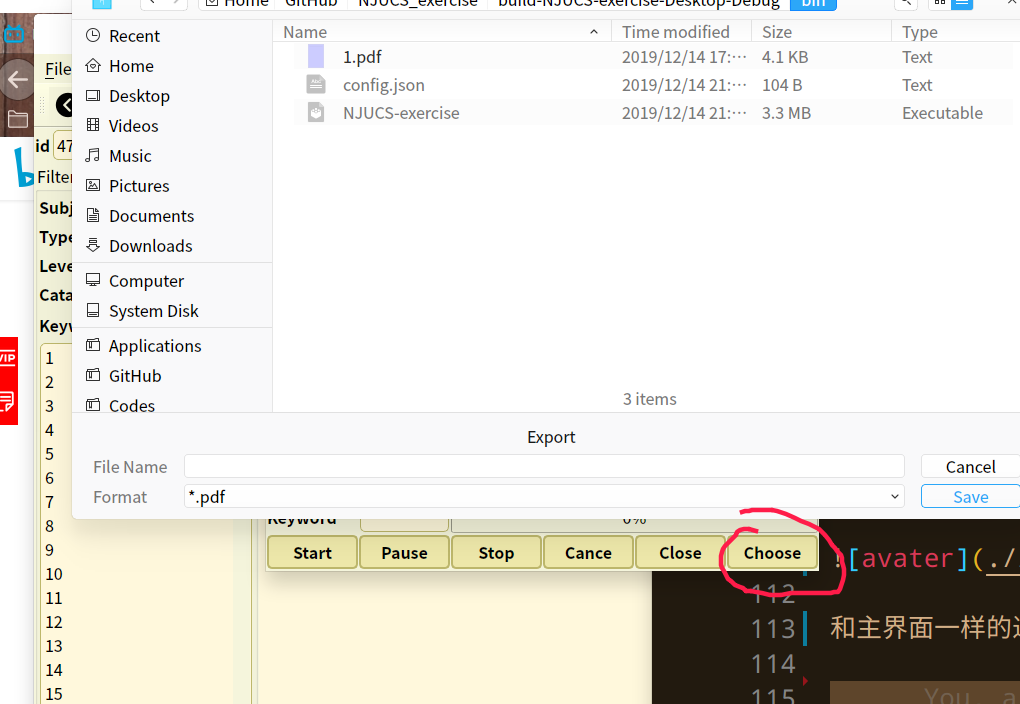 Home GitHub NJUCS_exercise build-NJUCS-exercise-Desktop-Debug bin
Recent
Home
Desktop
Videos
Music
Pictures
Documents
Downloads
Computer
System Disk
Applications
GitHub
Codes
Name Time modified Size Type
1.pdf 2019/12/14 17:··· 4.1 KB Text
config.json 2019/12/14 21:··· 104 B Text
NJUCS-exercise 2019/12/14 21:··· 3.3 MB Executable
3 items
Export
File Name Cancel
Format *.pdf Save
File
id 47
Filter
Subj
Type
Leve
Cata
Keyw
VIP
1
2
3
4
5
6
7
8
9
10
11
12
13
14
15
Keyword 0%
Start Pause Stop Cance Close Choose
![avater](./
112
113 和主界面一样的
114
115 You a